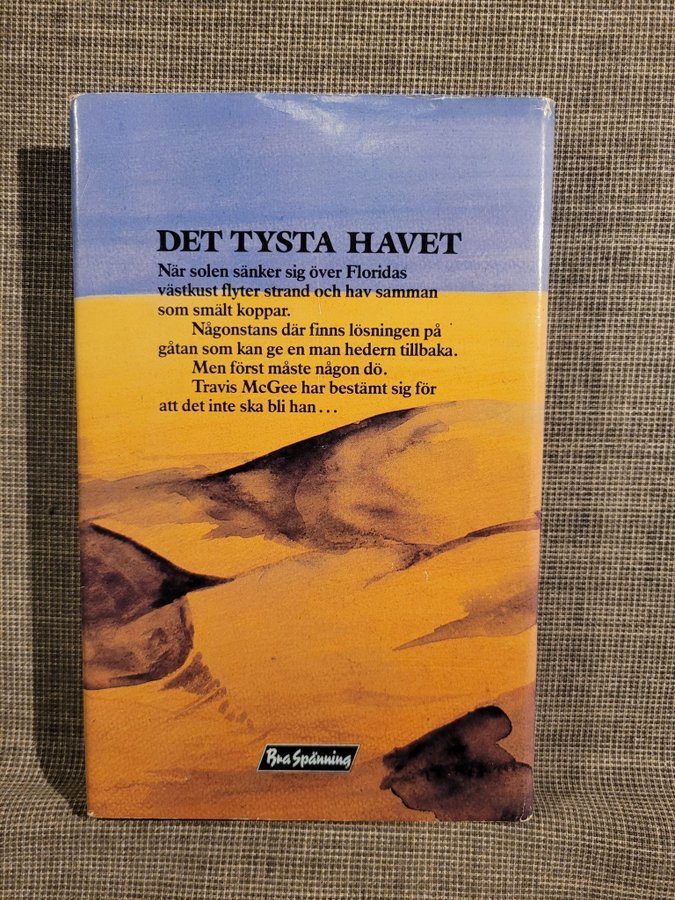 DET TYSTA HAVET
När solen sänker sig över Floridas
västkust flyter strand och hav samman
som smält koppar.
Någonstans där finns lösningen på
gåtan som kan ge en man hedern tillbaka.
Men först måste någon dö.
Travis McGee har bestämt sig för
att det inte ska bli han...
Bra Spänning